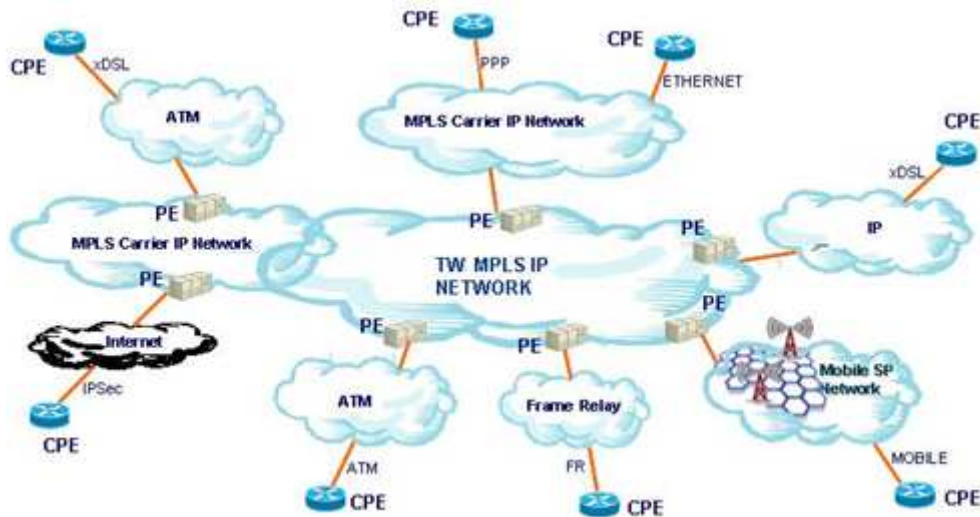 CPE
CPE
CPE
xDSL
PPP
ETHERNET
ATM
MPLS Carrier IP Network
CPE
xDSL
PE
PE
PE
IP
MPLS Carrier IP Network
TW MPLS IP
NETWORK
PE
PE
PE
PE
Internet
Mobile SP
Network
IPSec
ATM
Frame Relay
CPE
ATM
FR
MOBILE
CPE
CPE
CPE